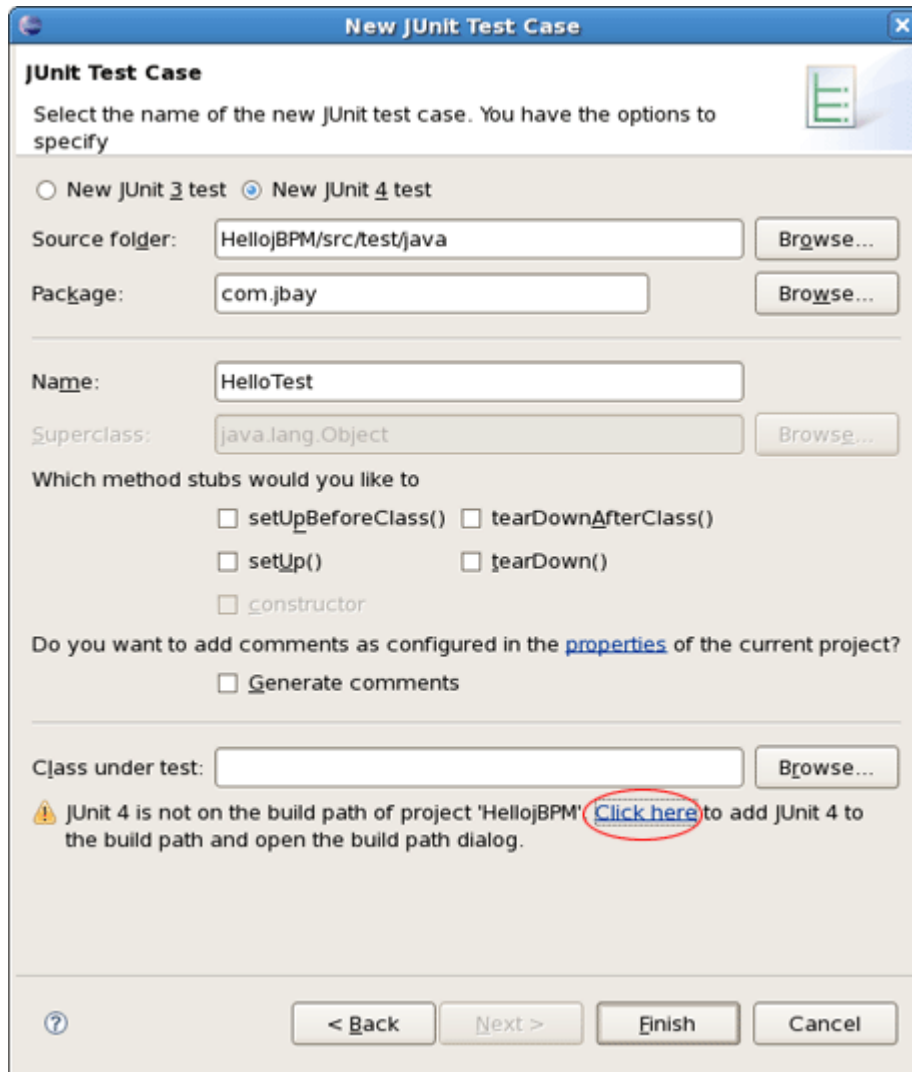 New JUnit Test Case
JUnit Test Case
Select the name of the new JUnit test case. You have the options to
specify
New JUnit 3 test New JUnit 4 test
Source folder: HellojBPM/src/test/java Browse...
Package: com.jbay Browse...
Name: HelloTest
Superclass: java.lang.Object Browse...
Which method stubs would you like to
setUpBeforeClass() tearDownAfterClass()
setUp() tearDown()
constructor
Do you want to add comments as configured in the properties of the current project?
Generate comments
Class under test: Browse...
JUnit 4 is not on the build path of project 'HellojBPM' Click here to add JUnit 4 to
the build path and open the build path dialog.
< Back Next > Finish Cancel